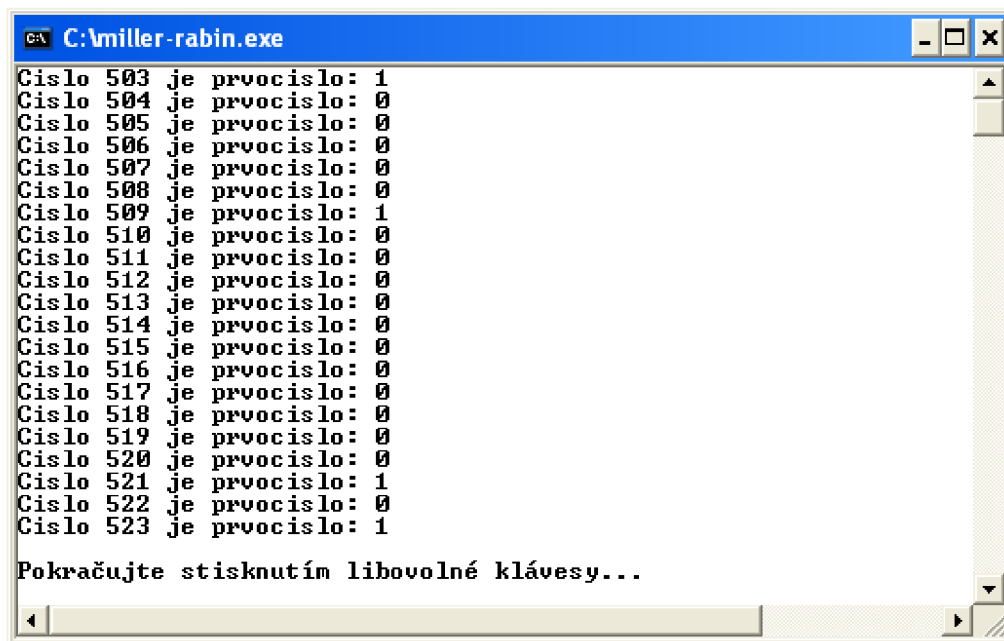 C:\miller-rabin.exe
Cislo 503 je prvocislo: 1
Cislo 504 je prvocislo: 0
Cislo 505 je prvocislo: 0
Cislo 506 je prvocislo: 0
Cislo 507 je prvocislo: 0
Cislo 508 je prvocislo: 0
Cislo 509 je prvocislo: 1
Cislo 510 je prvocislo: 0
Cislo 511 je prvocislo: 0
Cislo 512 je prvocislo: 0
Cislo 513 je prvocislo: 0
Cislo 514 je prvocislo: 0
Cislo 515 je prvocislo: 0
Cislo 516 je prvocislo: 0
Cislo 517 je prvocislo: 0
Cislo 518 je prvocislo: 0
Cislo 519 je prvocislo: 0
Cislo 520 je prvocislo: 0
Cislo 521 je prvocislo: 1
Cislo 522 je prvocislo: 0
Cislo 523 je prvocislo: 1
Pokračujte stisknutím libovolné klávesy...